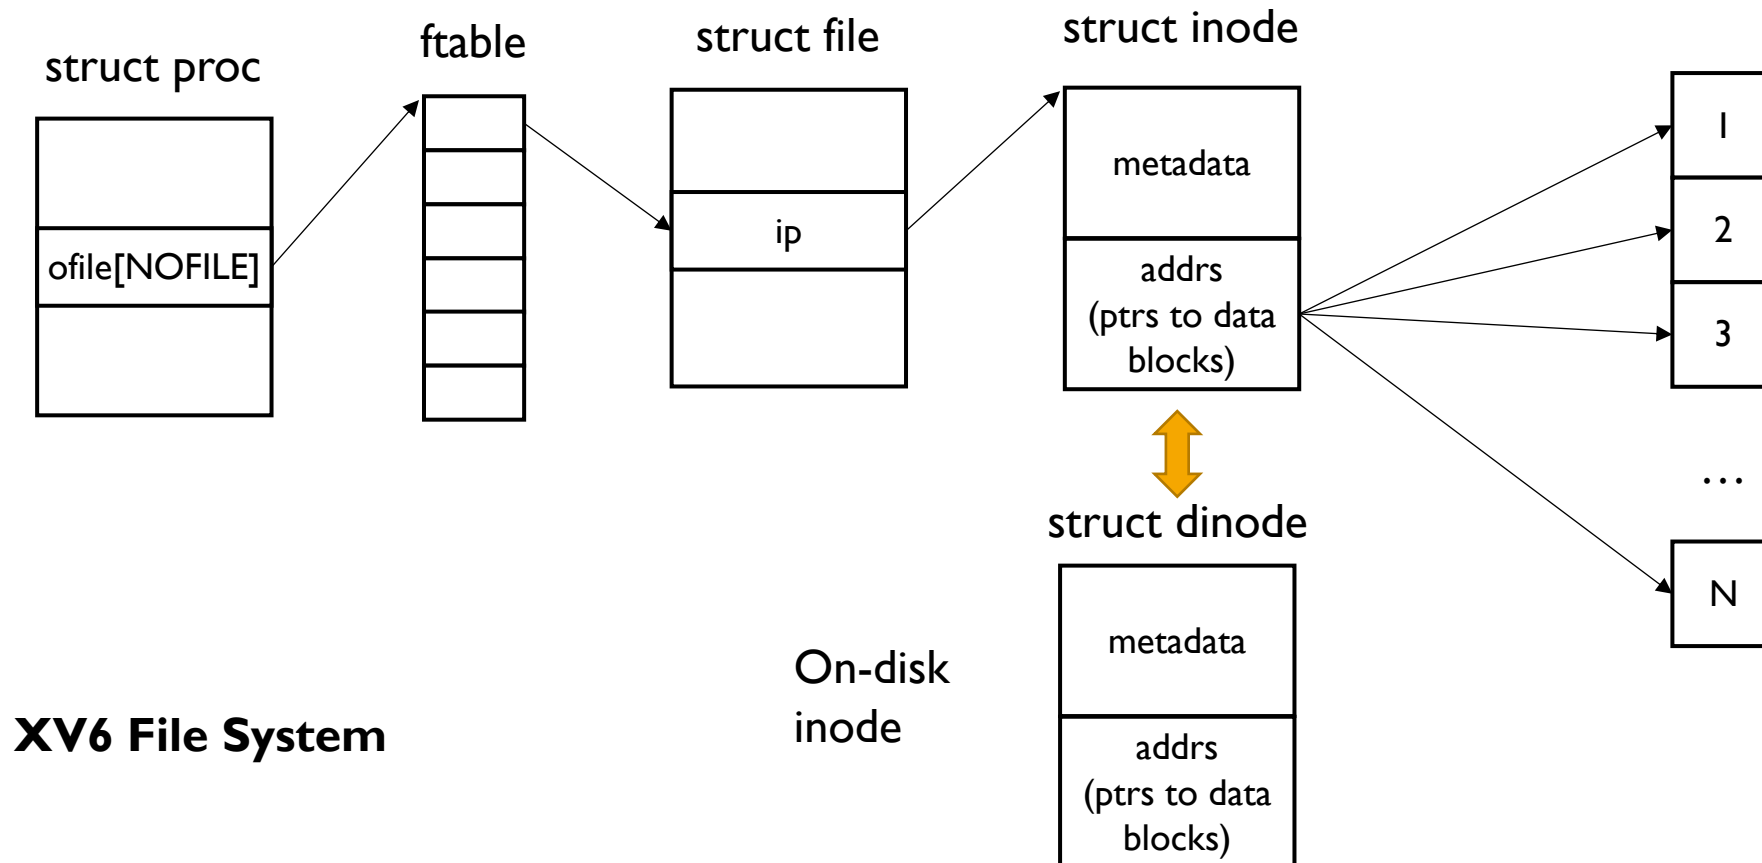 struct proc
ofile[NOFILE]
ftable
struct file
ip
struct inode
metadata
addrs
(ptrs to data
blocks)
1
2
3
…
N
struct dinode
metadata
addrs
(ptrs to data
blocks)
On-disk
inode
XV6 File System